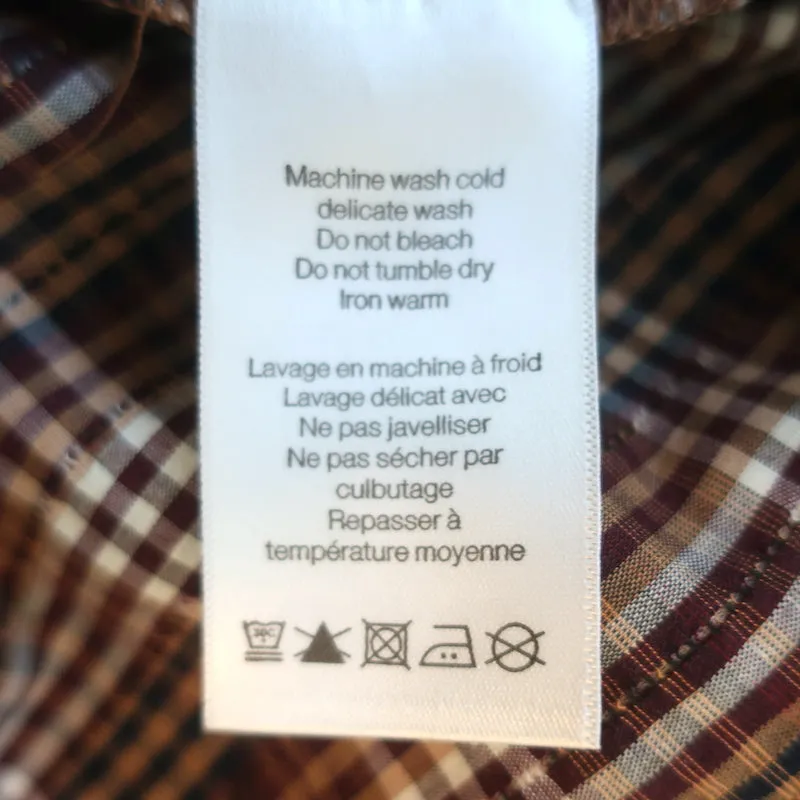 Machine wash cold
delicate wash
Do not bleach
Do not tumble dry
Iron warm
Lavage en machine à froid
Lavage délicat avec
Ne pas javelliser
Ne pas sécher par
culbutage
Repasser à
température moyenne
30C